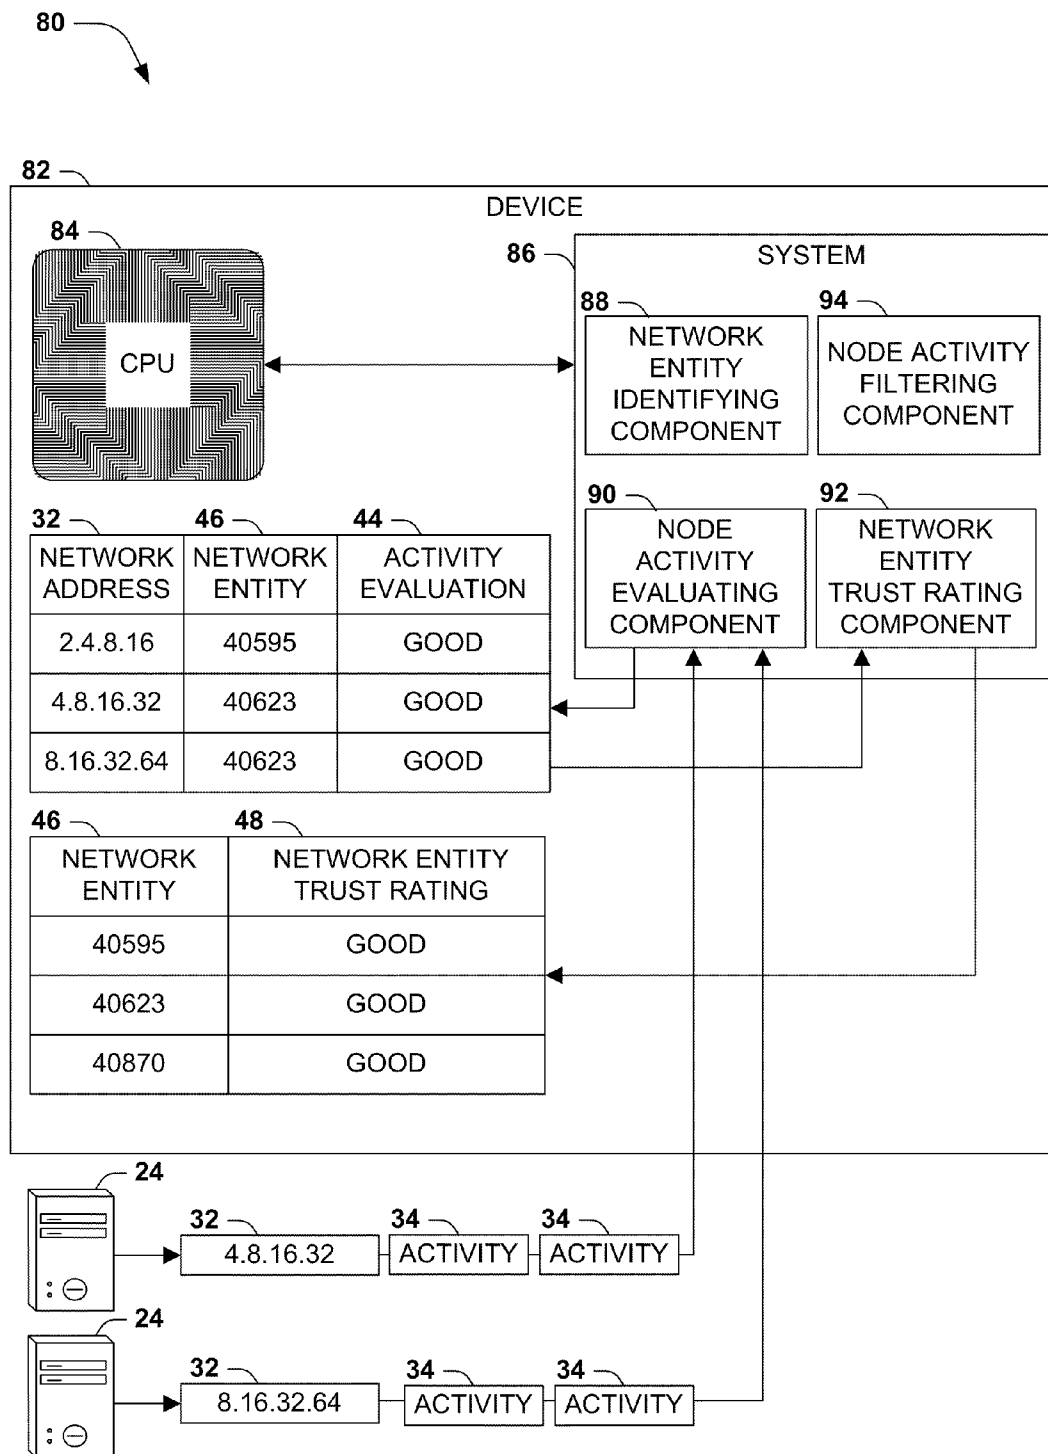 80
82
DEVICE
84
CPU
86
SYSTEM
88
NETWORK
ENTITY
IDENTIFYING
COMPONENT
94
NODE ACTIVITY
FILTERING
COMPONENT
90
NODE
ACTIVITY
EVALUATING
COMPONENT
92
NETWORK
ENTITY
TRUST RATING
COMPONENT
32 46 44
NETWORK ADDRESS NETWORK ENTITY ACTIVITY EVALUATION
2.4.8.16 40595 GOOD
4.8.16.32 40623 GOOD
8.16.32.64 40623 GOOD
46 48
NETWORK ENTITY NETWORK ENTITY TRUST RATING
40595 GOOD
40623 GOOD
40870 GOOD
24
32 34 34
4.8.16.32 ACTIVITY ACTIVITY
24
32 34 34
8.16.32.64 ACTIVITY ACTIVITY